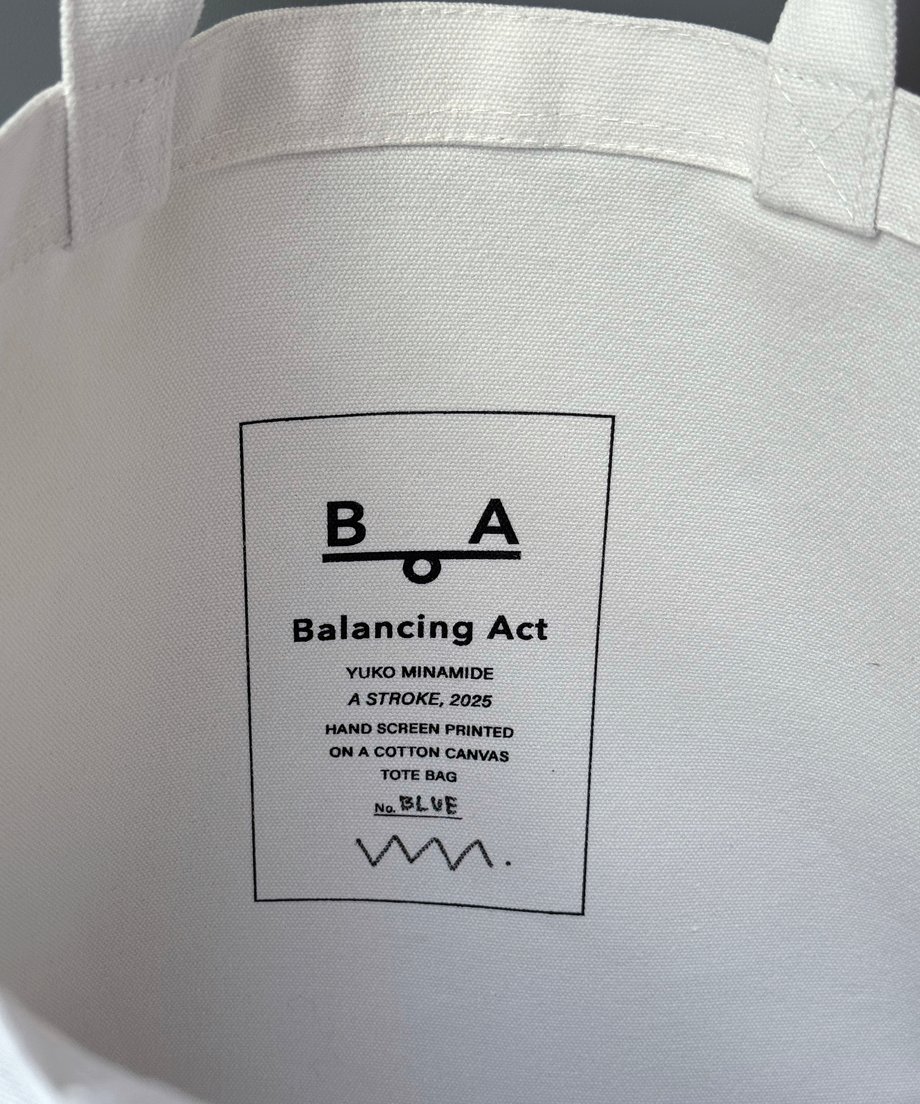 B A
Balancing Act
YUKO MINAMIDE
A STROKE, 2025
HAND SCREEN PRINTED
ON A COTTON CANVAS
TOTE BAG
No. BLUE